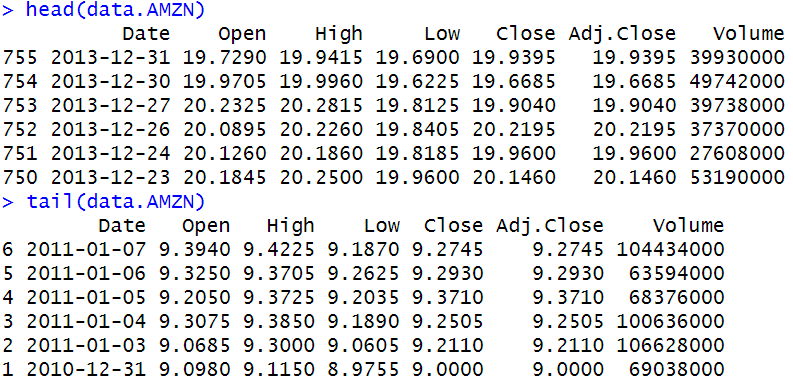 > head(data.AMZN)
Date Open High Low Close Adj.Close Volume
755 2013-12-31 19.7290 19.9415 19.6900 19.9395 19.9395 39930000
754 2013-12-30 19.9705 19.9960 19.6225 19.6685 19.6685 49742000
753 2013-12-27 20.2325 20.2815 19.8125 19.9040 19.9040 39738000
752 2013-12-26 20.0895 20.2260 19.8405 20.2195 20.2195 37370000
751 2013-12-24 20.1260 20.1860 19.8185 19.9600 19.9600 27608000
750 2013-12-23 20.1845 20.2500 19.9600 20.1460 20.1460 53190000
> tail(data.AMZN)
Date Open High Low Close Adj.Close Volume
6 2011-01-07 9.3940 9.4225 9.1870 9.2745 9.2745 104434000
5 2011-01-06 9.3250 9.3705 9.2625 9.2930 9.2930 63594000
4 2011-01-05 9.2050 9.3725 9.2035 9.3710 9.3710 68376000
3 2011-01-04 9.3075 9.3850 9.1890 9.2505 9.2505 100636000
2 2011-01-03 9.0685 9.3000 9.0605 9.2110 9.2110 106628000
1 2010-12-31 9.0980 9.1150 8.9755 9.0000 9.0000 69038000